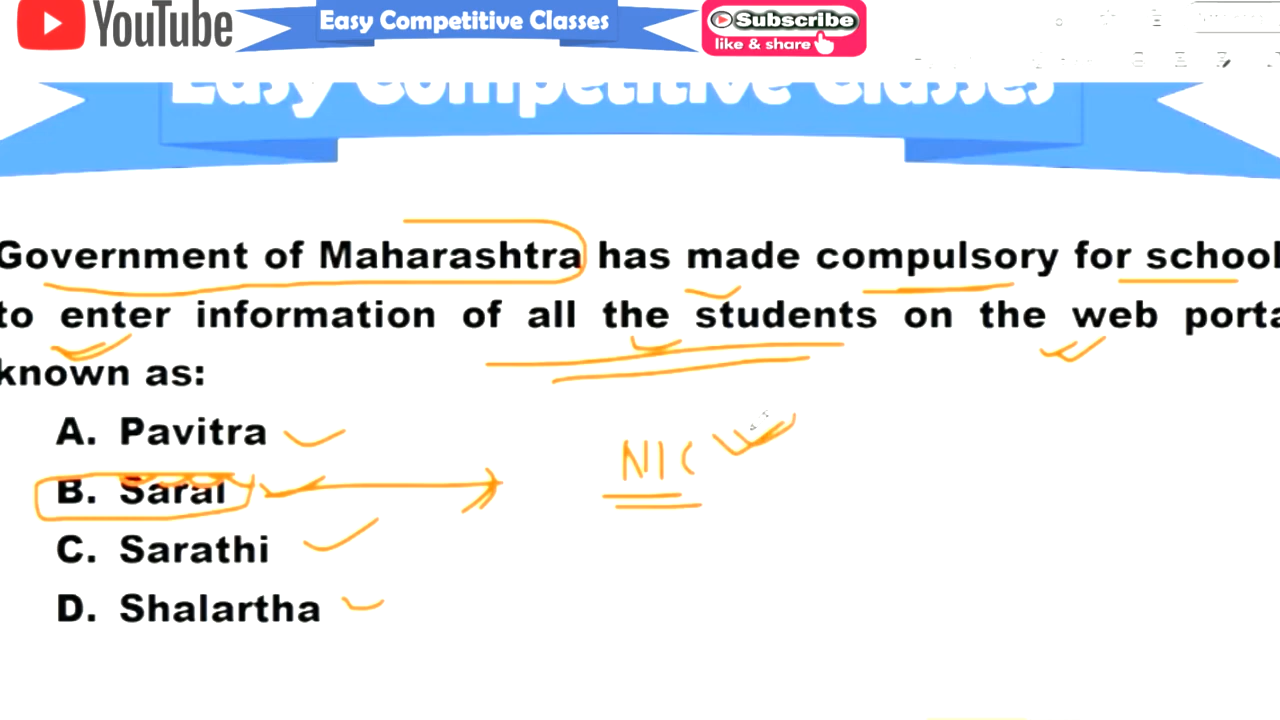 YouTube
Easy Competitive Classes
Subscribe
like & share
Easy Competitive Classes
Government of Maharashtra has made compulsory for school
to enter information of all the students on the web porta
known as:
A. Pavitra
B. Saral
NIC
C. Sarathi
D. Shalartha